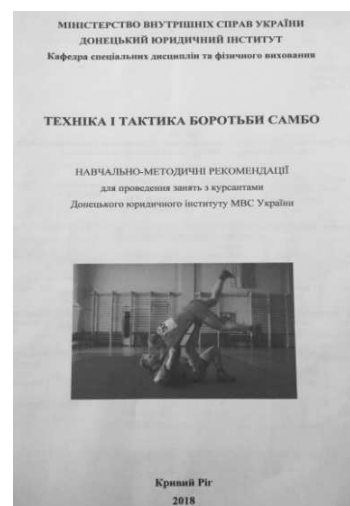 МІНІСТЕРСТВО ВНУТРІШНІХ СПРАВ УКРАЇНИ
ДОНЕЦЬКИЙ ЮРИДИЧНИЙ ІНСТИТУТ
Кафедра спеціальних дисциплін та фізичного виховання
ТЕХНІКА І ТАКТИКА БОРОТЬБИ САМБО
НАВЧАЛЬНО-МЕТОДИЧНІ РЕКОМЕНДАЦІЇ
для проведення занять з курсантами
Донецького юридичного інституту МВС України
Кривий Ріг
2018